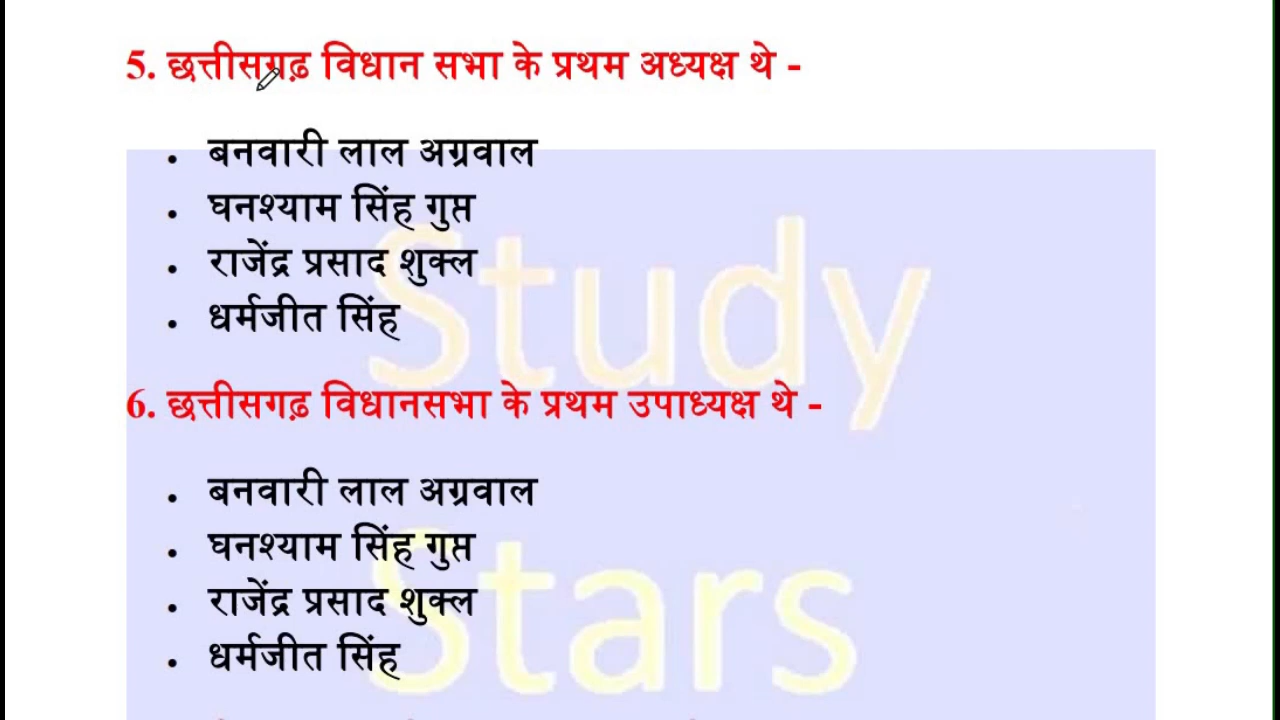 5. छत्तीसगढ़ विधान सभा के प्रथम अध्यक्ष थे -
• बनवारी लाल अग्रवाल
• घनश्याम सिंह गुप्त
• राजेंद्र प्रसाद शुक्ल
• धर्मजीत सिंह
Study
6. छत्तीसगढ़ विधानसभा के प्रथम उपाध्यक्ष थे -
• बनवारी लाल अग्रवाल
• घनश्याम सिंह गुप्त
• राजेंद्र प्रसाद शुक्ल
• धर्मजीत सिंह
Stars